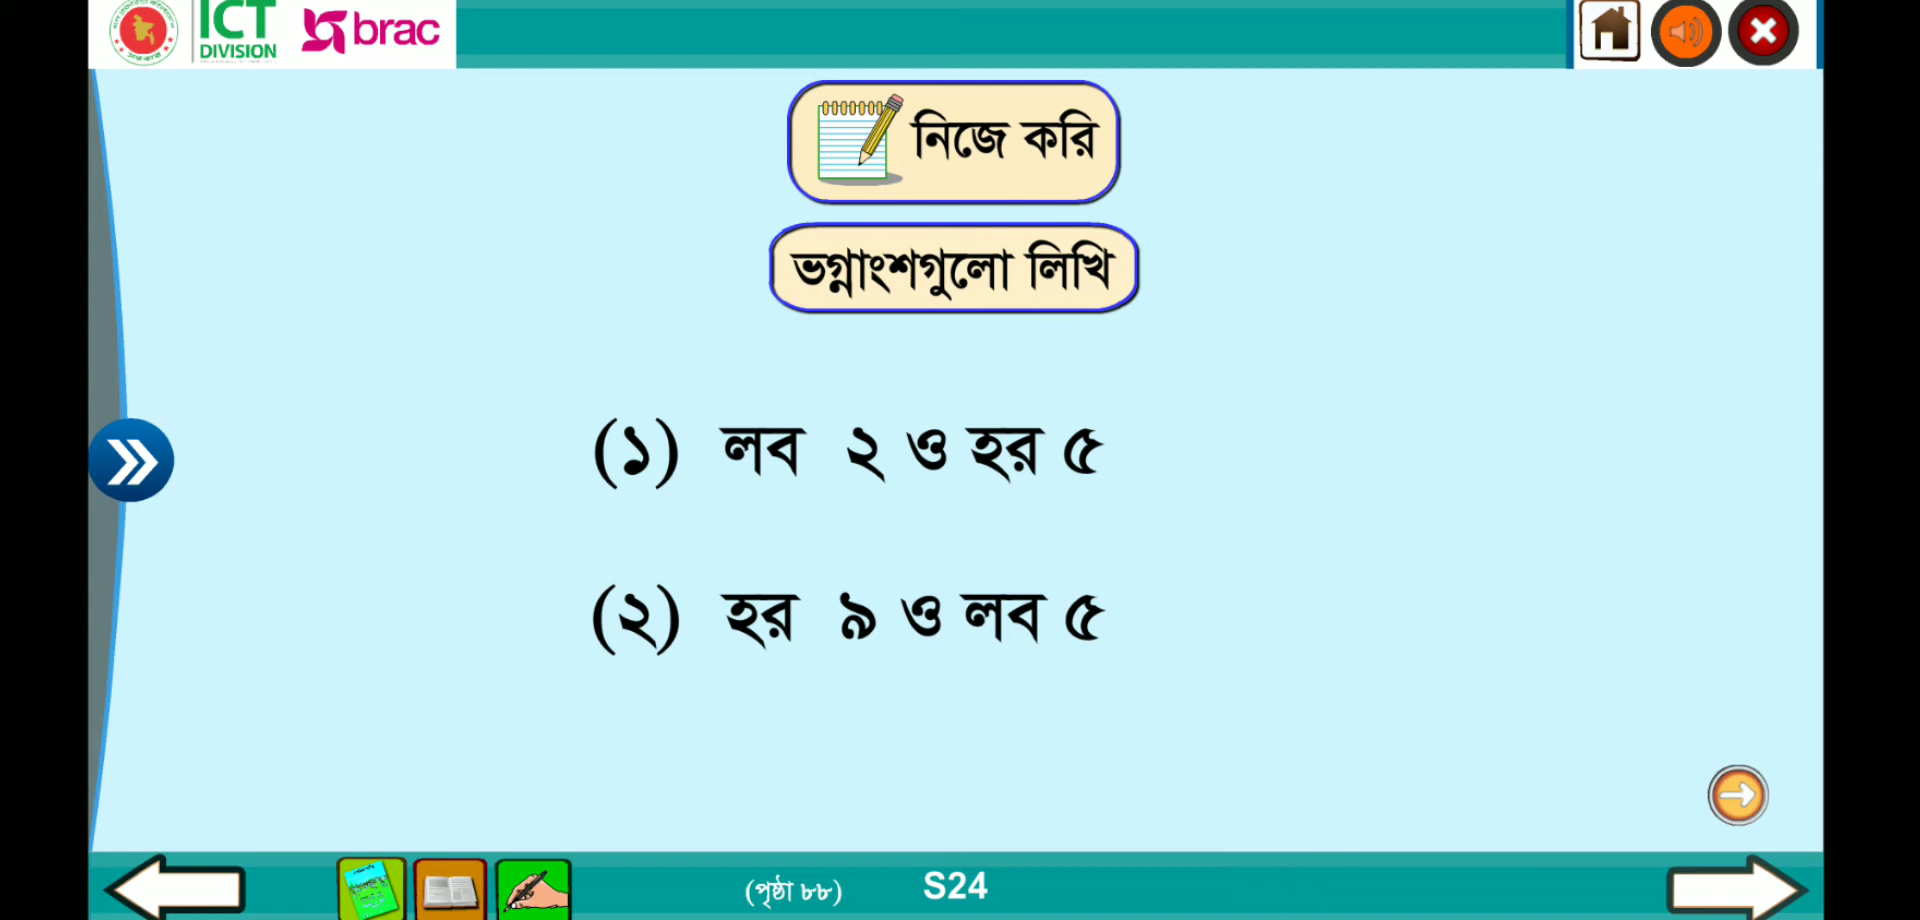 ICT
DIVISION
brac
নিজে করি
ভগ্নাংশগুলো লিখি
(১) লব ২ ও হর ৫
(২) হর ৯ ও লব ৫
(পৃষ্ঠা ৮৮)
S24